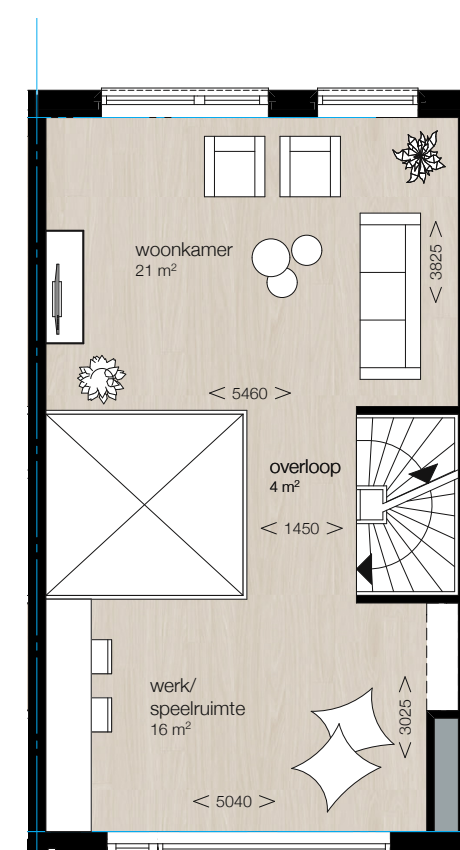 woonkamer
21 m²
3825
< 5460 >
overloop
4 m²
< 1450 >
werk/
speelruimte
16 m²
< 3025 >
< 5040 >